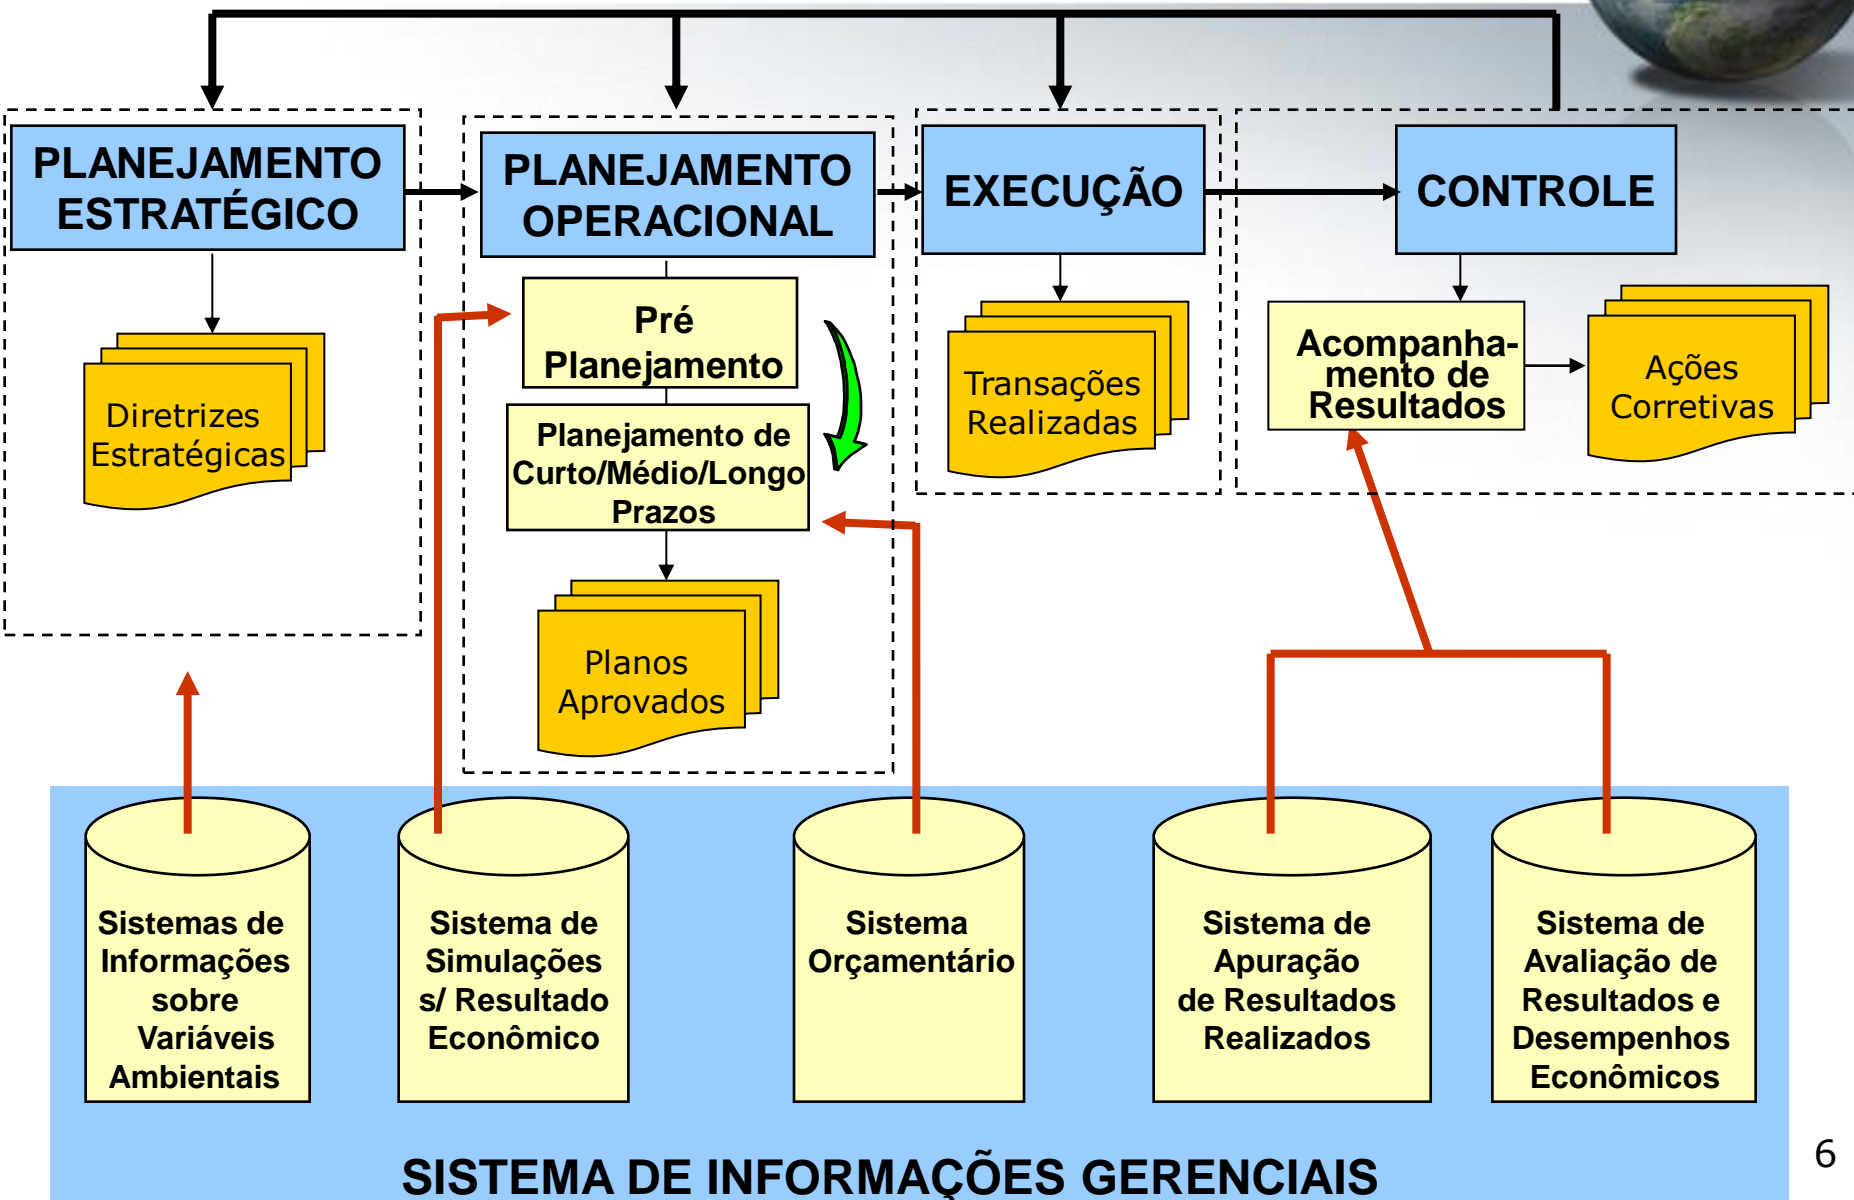 PLANEJAMENTO
ESTRATÉGICO
PLANEJAMENTO
OPERACIONAL
EXECUÇÃO
CONTROLE
Diretrizes
Estratégicas
Pré
Planejamento
Planejamento de
Curto/Médio/Longo
Prazos
Planos
Aprovados
Transações
Realizadas
Acompanha-
mento de
Resultados
Ações
Corretivas
Sistemas de
Informações
sobre
Variáveis
Ambientais
Sistema de
Simulações
s/ Resultado
Econômico
Sistema
Orçamentário
Sistema de
Apuração
de Resultados
Realizados
Sistema de
Avaliação de
Resultados e
Desempenhos
Econômicos
SISTEMA DE INFORMAÇÕES GERENCIAIS
6